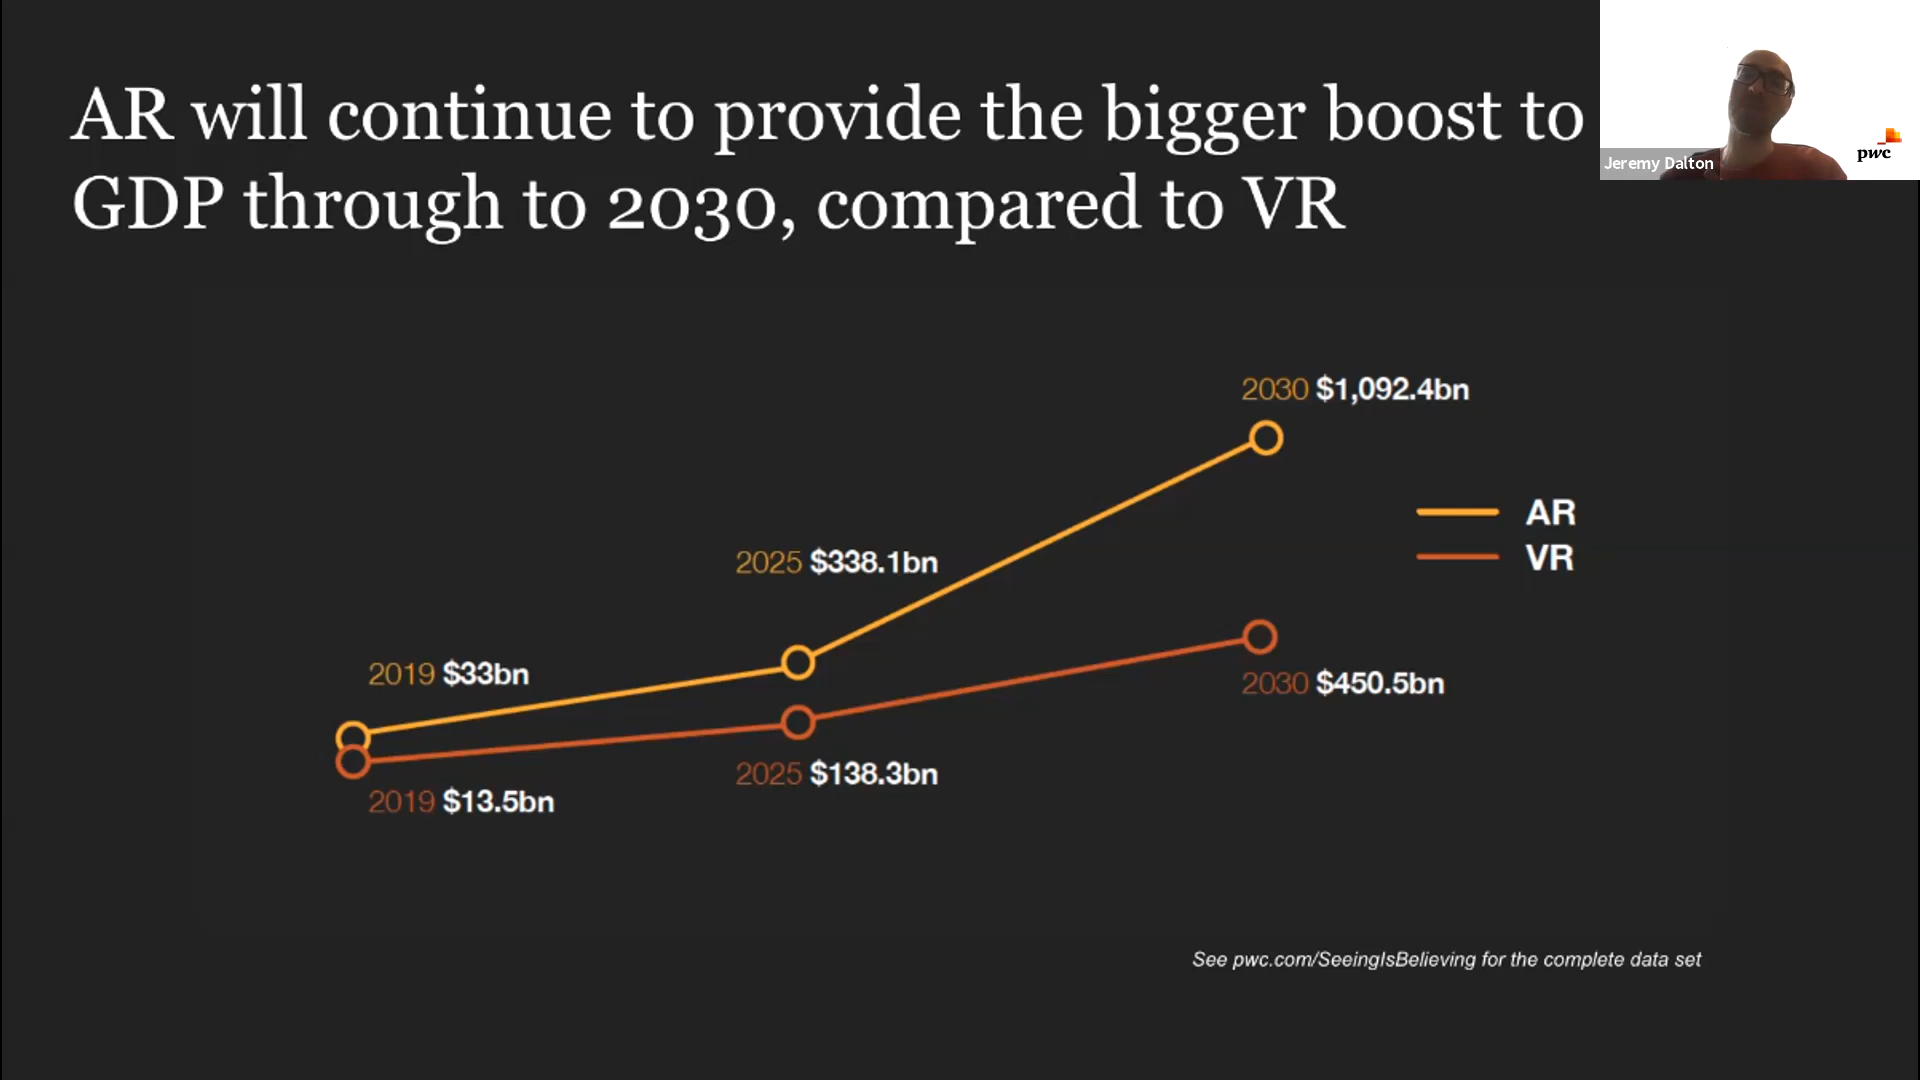 AR will continue to provide the bigger boost to
GDP through to 2030, compared to VR
Jeremy Dalton
pwc
2030 $1,092.4bn
AR
VR
2025 $338.1bn
2019 $33bn
2030 $450.5bn
2025 $138.3bn
2019 $13.5bn
See pwc.com/SeeingIsBelieving for the complete data set